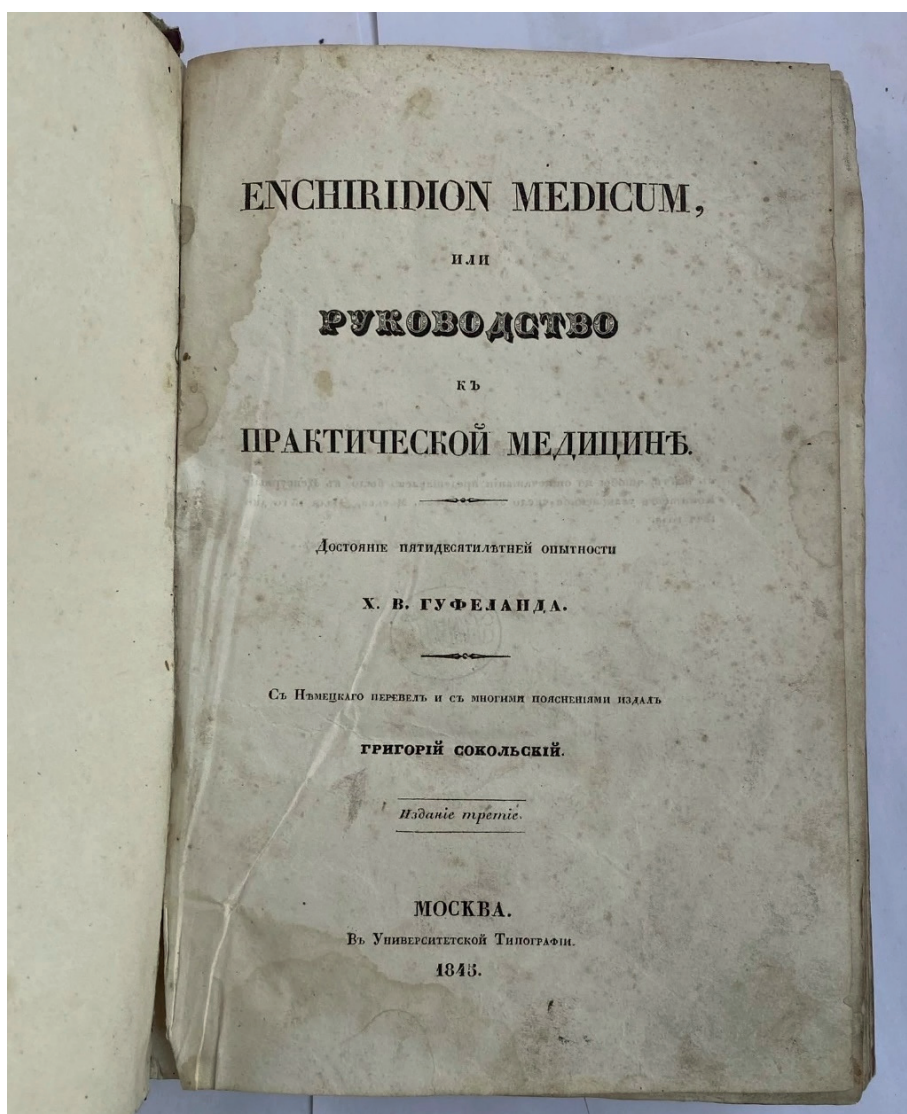 ENCHIRIDION MEDICUM,
или
РУКОВОДСТВО
къ
ПРАКТИЧЕСКОЙ МЕДИЦИНѢ.
Достояніе пятидесятилѣтней опытности
Х. В. ГУФЕЛАНДА.
Съ Нѣмецкаго перевелъ и съ многими поясненіями издалъ
ГРИГОРІЙ СОКОЛЬСКІЙ.
Изданіе третіе.
МОСКВА.
Въ Университетской Типографіи.
1845.